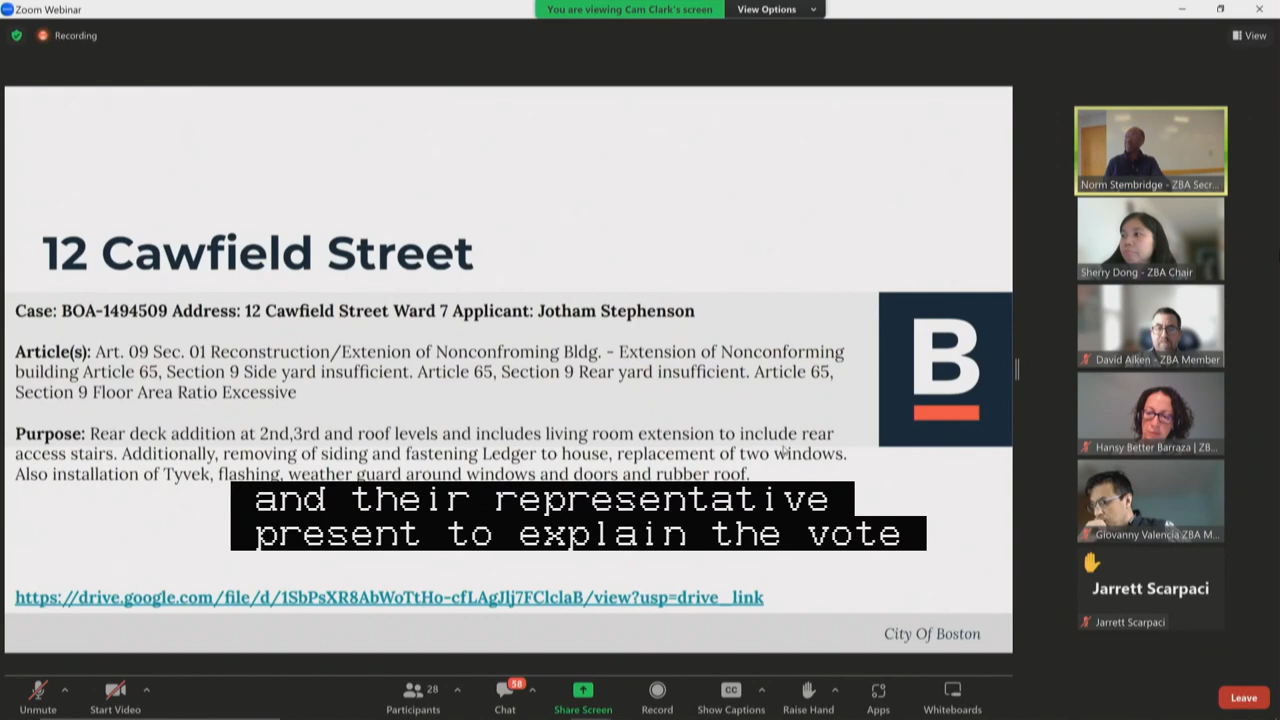 Zoom Webinar
You are viewing Cam Clark's screen
View Options
Recording
View
12 Cawfield Street
Case: BOA-1494509 Address: 12 Cawfield Street Ward 7 Applicant: Jotham Stephenson
Article(s): Art. 09 Sec. 01 Reconstruction/Extenion of Nonconfroming Bldg. - Extension of Nonconforming
building Article 65, Section 9 Side yard insufficient. Article 65, Section 9 Rear yard insufficient. Article 65,
Section 9 Floor Area Ratio Excessive
Purpose: Rear deck addition at 2nd,3rd and roof levels and includes living room extension to include rear
access stairs. Additionally, removing of siding and fastening Ledger to house, replacement of two windows.
Also installation of Tyvek, flashing, weather guard around windows and doors and rubber roof.
B
and their representative
present to explain the vote
https://drive.google.com/file/d/1SbPsXR8AbWoTtHo-cfLAgJlj7FClclaB/view?usp=drive_link
City Of Boston
Norm Stembridge - ZBA Secr...
Sherry Dong - ZBA Chair
David Aiken - ZBA Member
Hansy Better Barraza | ZB...
Giovanny Valencia ZBA M...
Jarrett Scarpaci
Jarrett Scarpaci
Unmute
Start Video
28
Participants
58
Chat
Share Screen
Record
CC
Show Captions
Raise Hand
Apps
Whiteboards
Leave